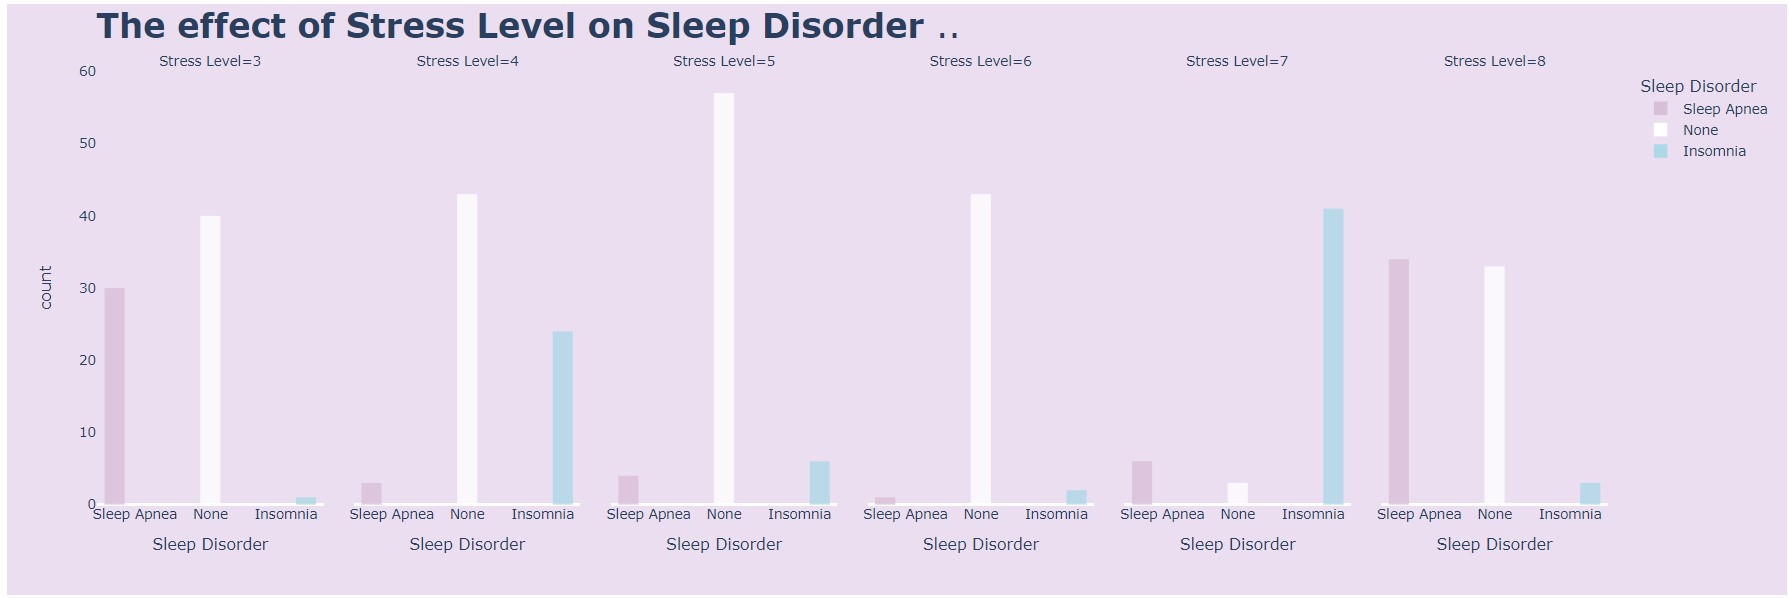 The effect of Stress Level on Sleep Disorder ..
Stress Level=3 Stress Level=4 Stress Level=5 Stress Level=6 Stress Level=7 Stress Level=8
Sleep Disorder
Sleep Apnea
None
Insomnia
60
50
40
30
20
10
0
count
Sleep Apnea None Insomnia Sleep Apnea None Insomnia Sleep Apnea None Insomnia Sleep Apnea None Insomnia Sleep Apnea None Insomnia Sleep Apnea None Insomnia
Sleep Disorder Sleep Disorder Sleep Disorder Sleep Disorder Sleep Disorder Sleep Disorder